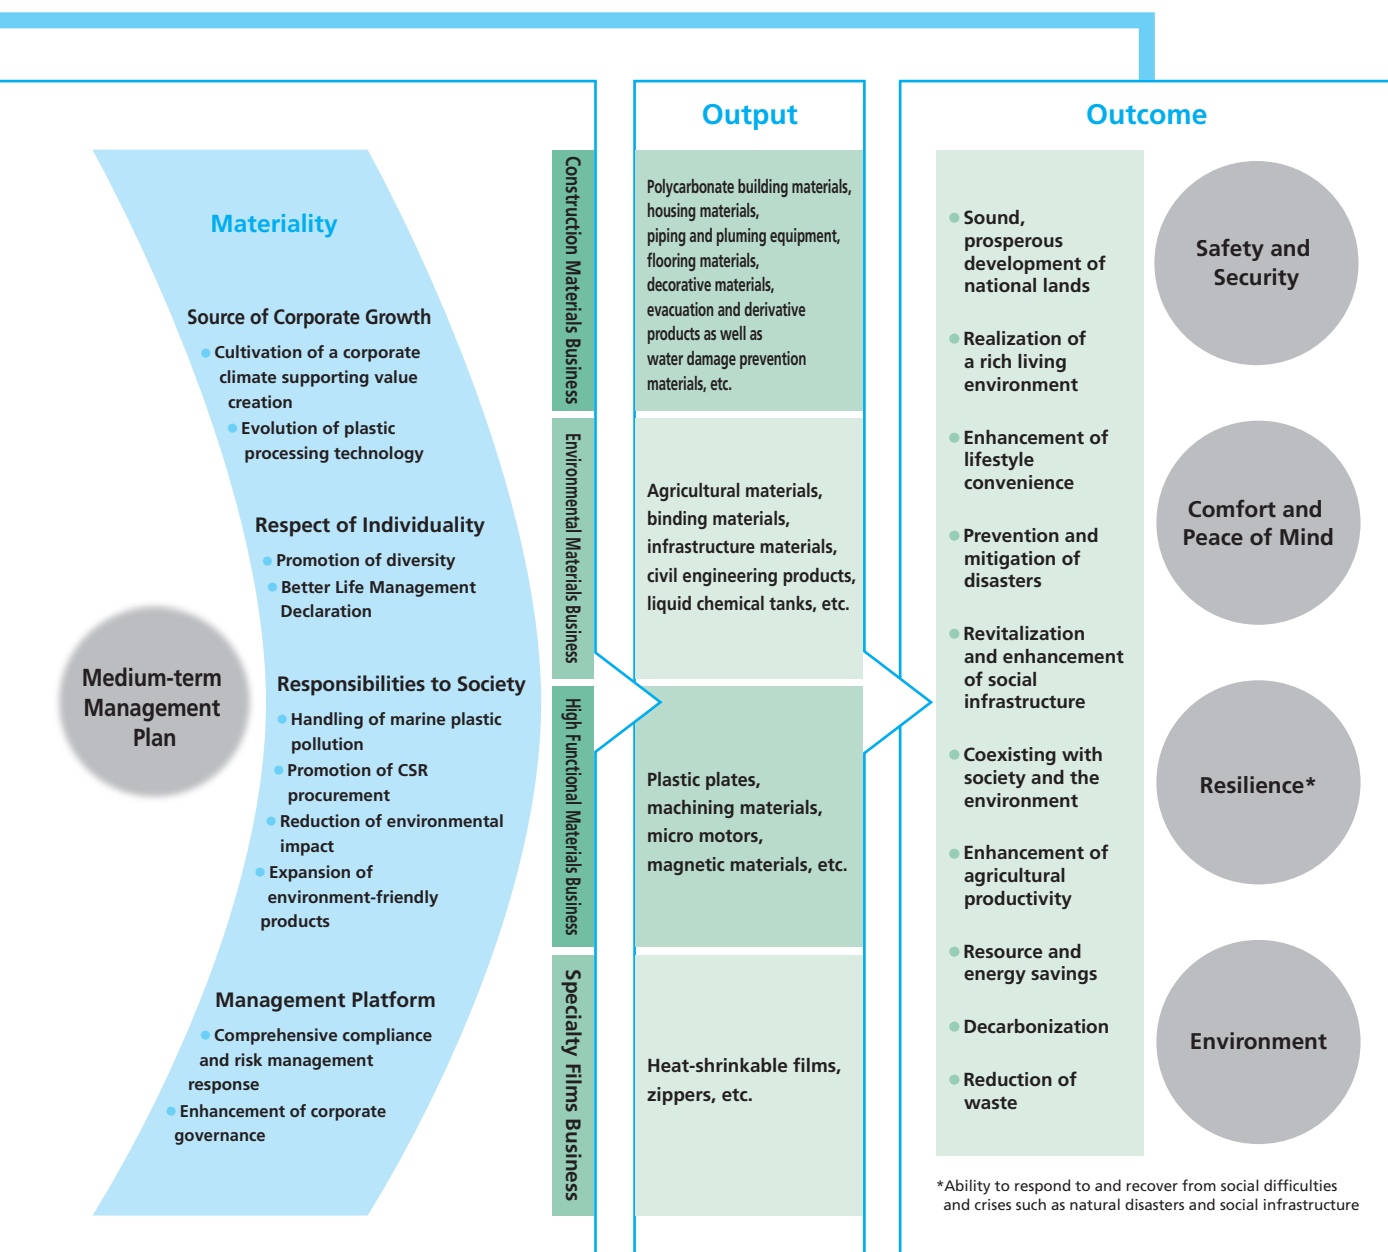 Materiality
Source of Corporate Growth
Cultivation of a corporate
climate supporting value
creation
Evolution of plastic
processing technology
Respect of Individuality
Promotion of diversity
Better Life Management
Declaration
Medium-term
Management
Plan
Responsibilities to Society
Handling of marine plastic
pollution
Promotion of CSR
procurement
Reduction of environmental
impact
Expansion of
environment-friendly
products
Management Platform
Comprehensive compliance
and risk management
response
Enhancement of corporate
governance
Construction Materials Business
Environmental Materials Business
High Functional Materials Business
Specialty Films Business
Output
Polycarbonate building materials,
housing materials,
piping and pluming equipment,
flooring materials,
decorative materials,
evacuation and derivative
products as well as
water damage prevention
materials, etc.
Agricultural materials,
binding materials,
infrastructure materials,
civil engineering products,
liquid chemical tanks, etc.
Plastic plates,
machining materials,
micro motors,
magnetic materials, etc.
Heat-shrinkable films,
zippers, etc.
Outcome
Sound,
prosperous
development of
national lands
Realization of
a rich living
environment
Enhancement of
lifestyle
convenience
Prevention and
mitigation of
disasters
Revitalization
and enhancement
of social
infrastructure
Coexisting with
society and the
environment
Enhancement of
agricultural
productivity
Resource and
energy savings
Decarbonization
Reduction of
waste
Safety and
Security
Comfort and
Peace of Mind
Resilience*
Environment
*Ability to respond to and recover from social difficulties
and crises such as natural disasters and social infrastructure